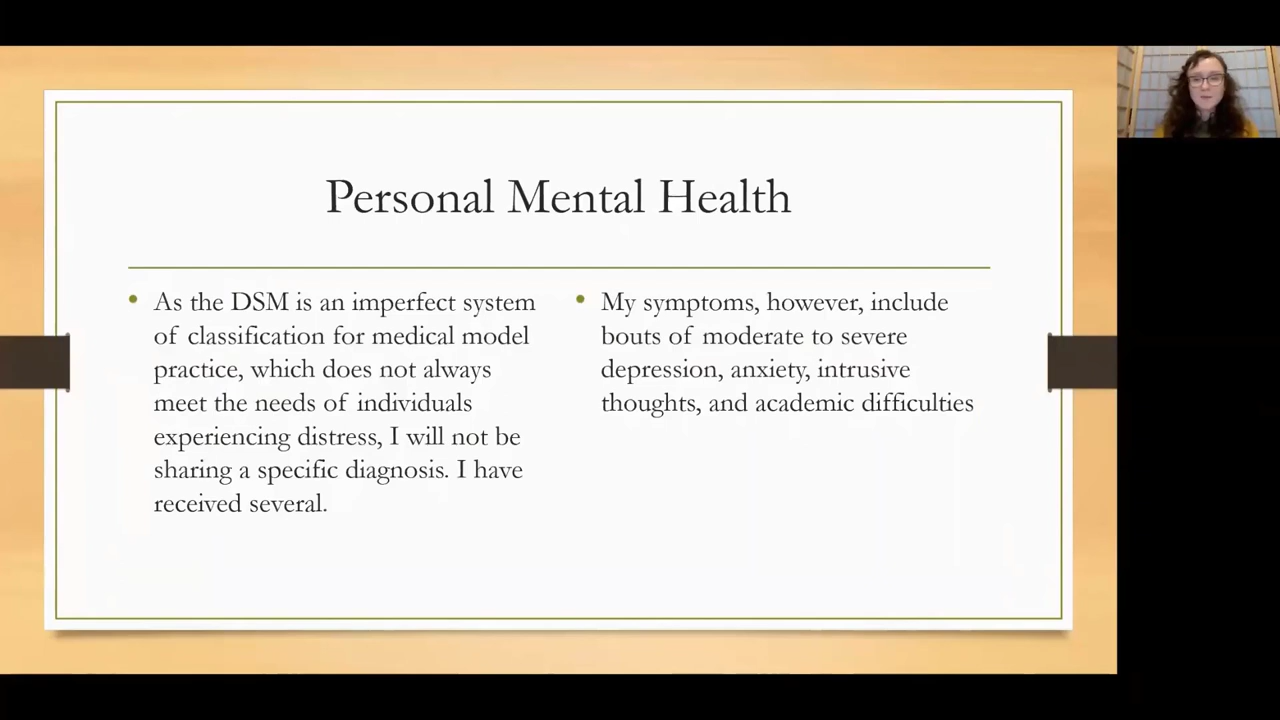 Personal Mental Health
As the DSM is an imperfect system
of classification for medical model
practice, which does not always
meet the needs of individuals
experiencing distress, I will not be
sharing a specific diagnosis. I have
received several.
My symptoms, however, include
bouts of moderate to severe
depression, anxiety, intrusive
thoughts, and academic difficulties